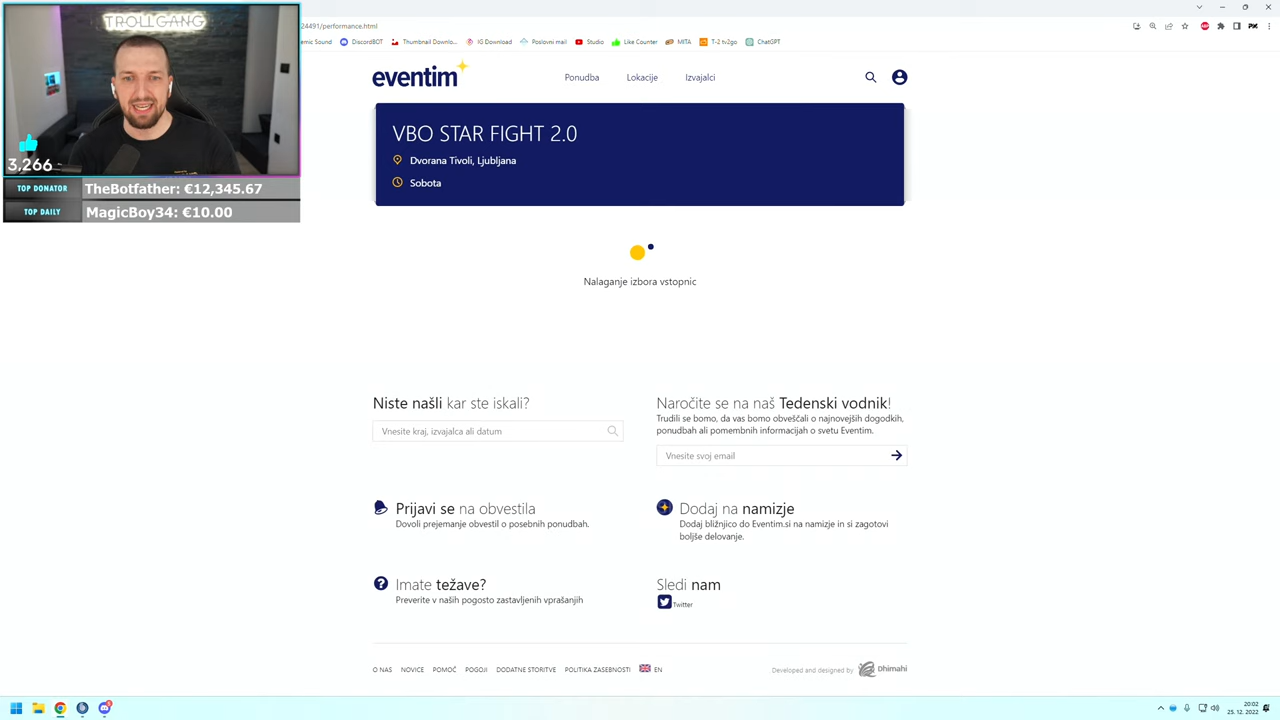 TROLLGANG
3,266
TOP DONATOR
TheBotfather: €12,345.67
TOP DAILY
MagicBoy34: €10.00
24491/performance.html
emic Sound
DiscordBOT
Thumbnail Downlo...
IG Download
Poslovni mail
Studio
Like Counter
MITA
T-2 tv2go
ChatGPT
eventim
Ponudba
Lokacije
Izvajalci
VBO STAR FIGHT 2.0
Dvorana Tivoli, Ljubljana
Sobota
Nalaganje izbora vstopnic
Niste našli kar ste iskali?
Vnesite kraj, izvajalca ali datum
Naročite se na naš Tedenski vodnik!
Trudili se bomo, da vas bomo obveščali o najnovejših dogodkih,
ponudbah ali pomembnih informacijah o svetu Eventim.
Vnesite svoj email
Prijavi se na obvestila
Dovoli prejemanje obvestil o posebnih ponudbah.
Dodaj na namizje
Dodaj bližnjico do Eventim.si na namizje in si zagotovi
boljše delovanje.
Imate težave?
Preverite v naših pogosto zastavljenih vprašanjih
Sledi nam
Twitter
O NAS
NOVICE
POMOČ
POGOJI
DODATNE STORITVE
POLITIKA ZASEBNOSTI
EN
Developed and designed by
Dhimahi
20:02
25. 12. 2022